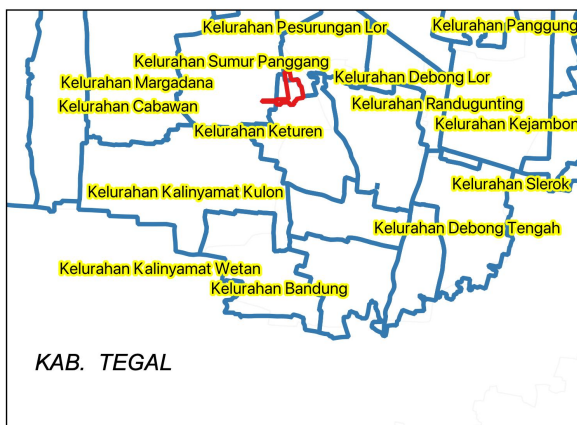 Kelurahan Panggung
Kelurahan Pesurungan Lor
Kelurahan Sumur Panggang
Kelurahan Debong Lor
Kelurahan Margadana
Kelurahan Cabawan
Kelurahan Randugunting
Kelurahan Kejambon
Kelurahan Keturen
Kelurahan Slerok
Kelurahan Kalinyamat Kulon
Kelurahan Debong Tengah
Kelurahan Kalinyamat Wetan
Kelurahan Bandung
KAB. TEGAL